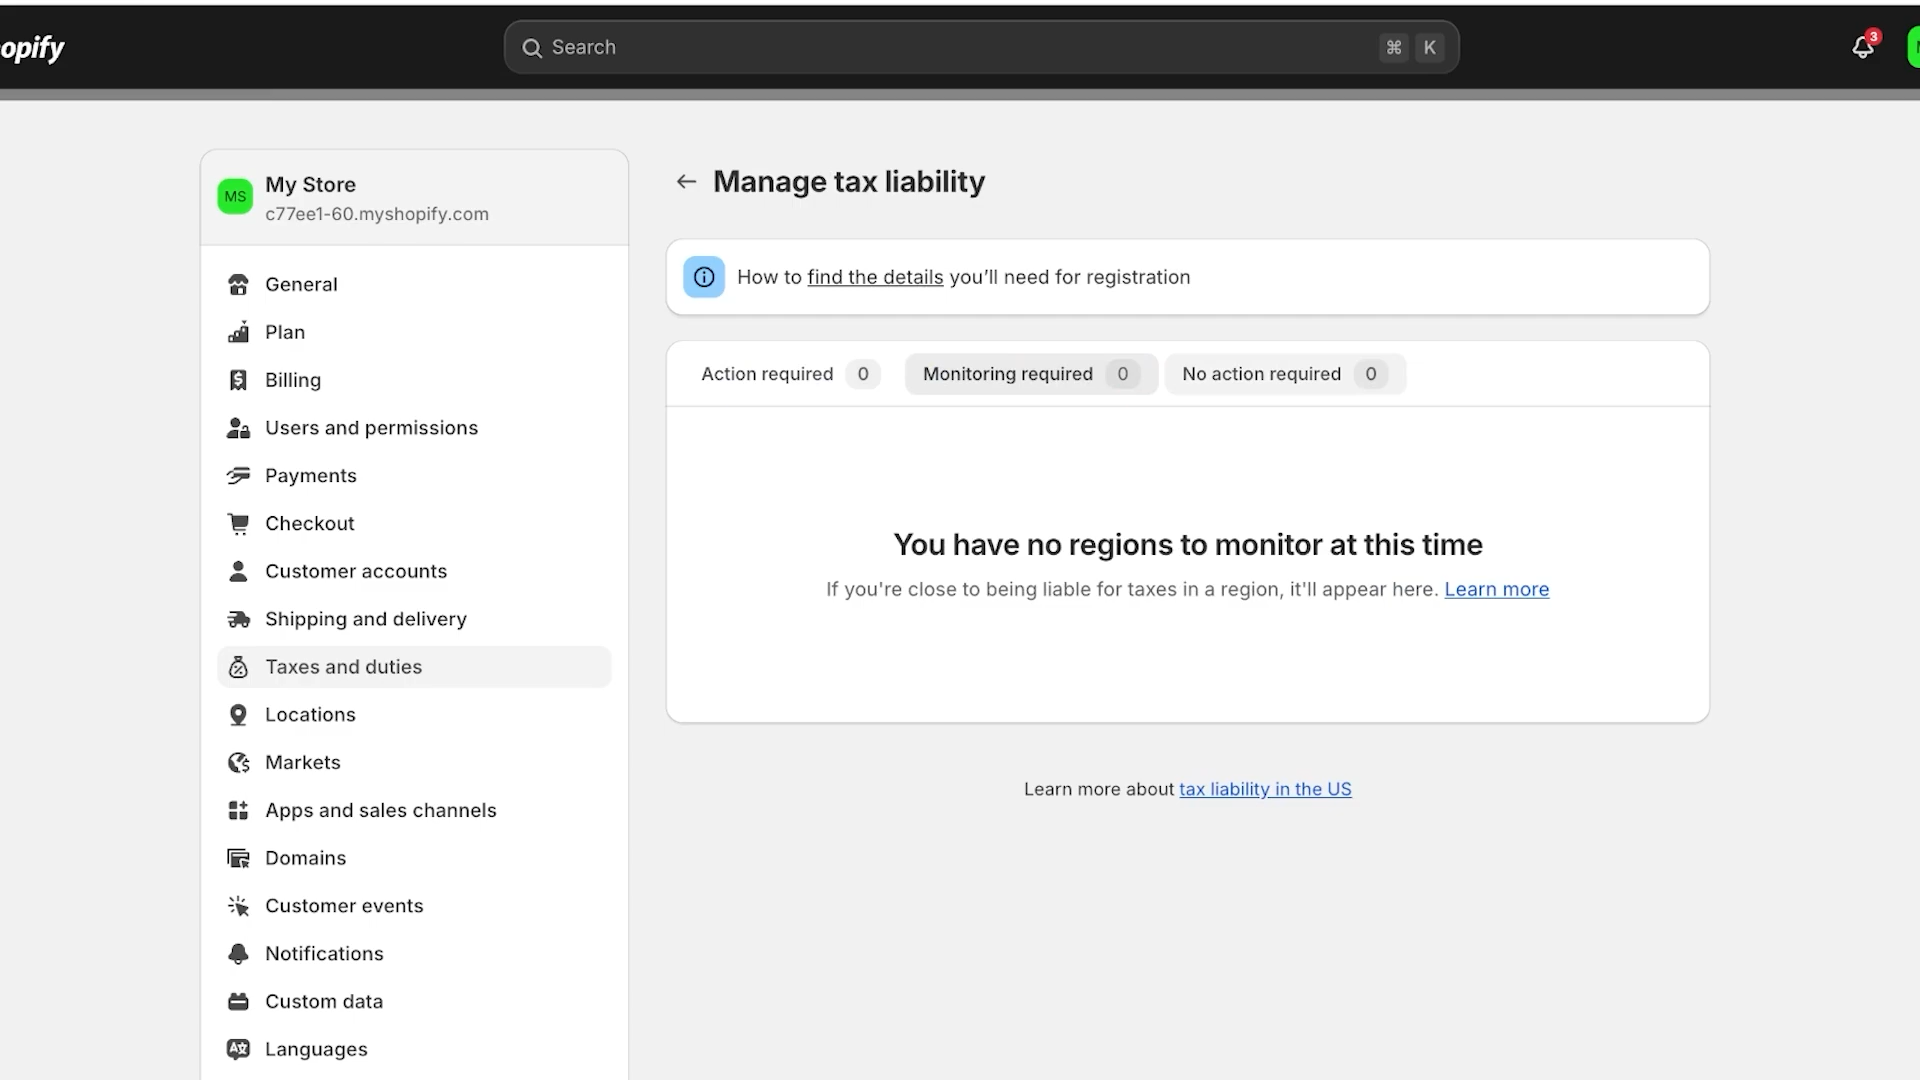 opify
Search
⌘ K
3
MS
My Store
c77ee1-60.myshopify.com
General
Plan
Billing
Users and permissions
Payments
Checkout
Customer accounts
Shipping and delivery
Taxes and duties
Locations
Markets
Apps and sales channels
Domains
Customer events
Notifications
Custom data
Languages
Manage tax liability
How to find the details you’ll need for registration
Action required 0 Monitoring required 0 No action required 0
You have no regions to monitor at this time
If you're close to being liable for taxes in a region, it'll appear here. Learn more
Learn more about tax liability in the US